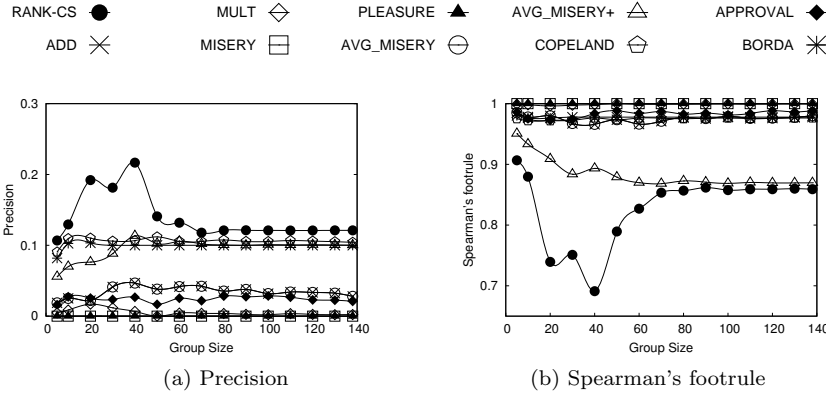 RANK-CS MULT PLEASURE AVG_MISERY+ APPROVAL
ADD MISERY AVG_MISERY COPELAND BORDA
0.3
0.2
0.1
0
Precision
0 20 40 60 80 100 120 140
Group Size
(a) Precision
1
0.9
0.8
0.7
Spearman's footrule
0 20 40 60 80 100 120 140
Group Size
(b) Spearman's footrule